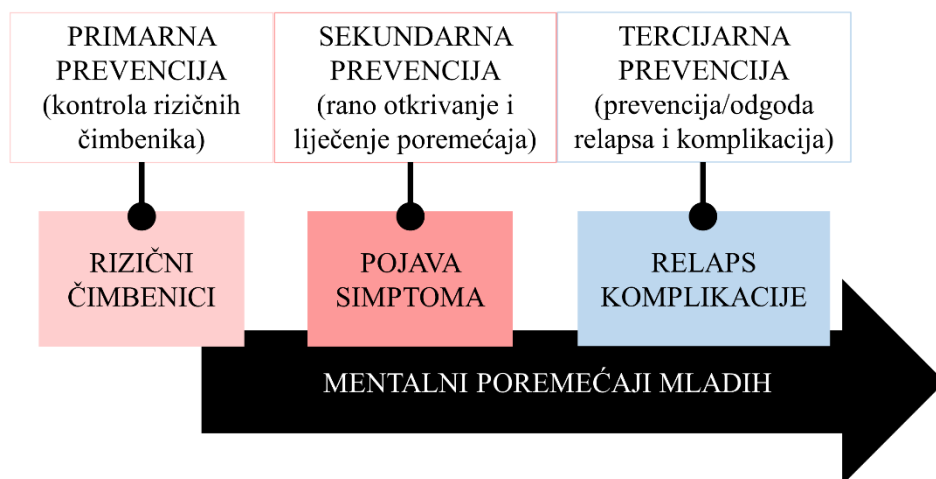 PRIMARNA
PREVENCIJA
(kontrola rizičnih
čimbenika)
SEKUNDARNA
PREVENCIJA
(rano otkrivanje i
liječenje poremećaja)
TERCIJARNA
PREVENCIJA
(prevencija/odgoda
relapsa i komplikacija)
RIZIČNI
ČIMBENICI
POJAVA
SIMPTOMA
RELAPS
KOMPLIKACIJE
MENTALNI POREMEĆAJI MLADIH